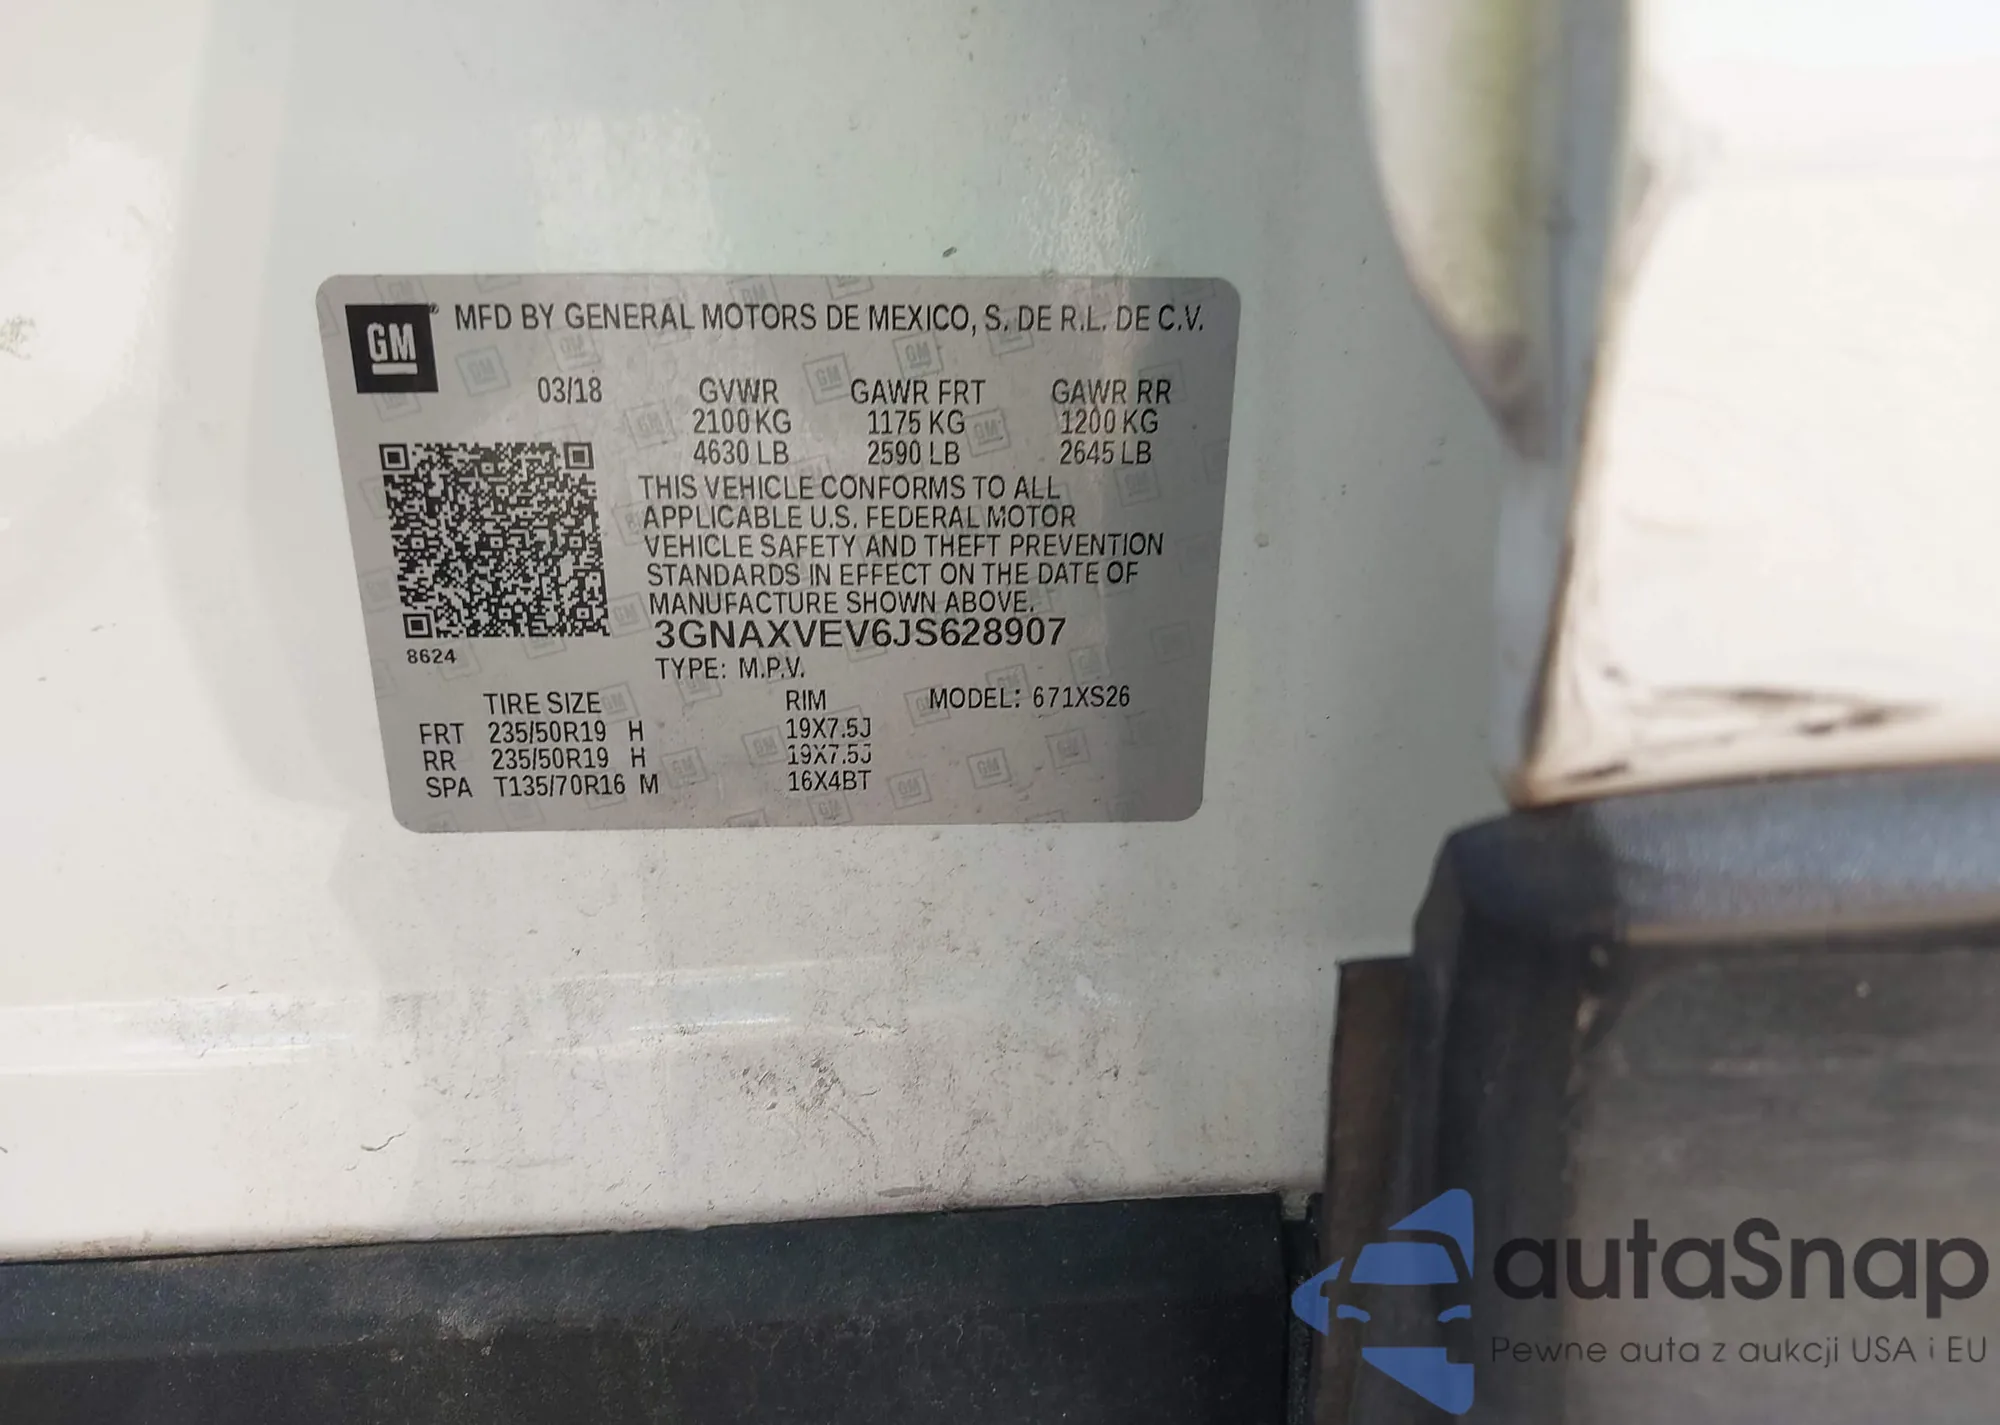 GM® MFD BY GENERAL MOTORS DE MEXICO, S. DE R.L. DE C.V.
03/18 GVWR GAWR FRT GAWR RR
2100 KG 1175 KG 1200 KG
4630 LB 2590 LB 2645 LB
THIS VEHICLE CONFORMS TO ALL
APPLICABLE U.S. FEDERAL MOTOR
VEHICLE SAFETY AND THEFT PREVENTION
STANDARDS IN EFFECT ON THE DATE OF
MANUFACTURE SHOWN ABOVE.
3GNAXVEV6JS628907
8624
TYPE: M.P.V.
TIRE SIZE RIM MODEL: 671XS26
FRT 235/50R19 H 19X7.5J
RR 235/50R19 H 19X7.5J
SPA T135/70R16 M 16X4BT
autaSnap
Pewne auta z aukcji USA i EU